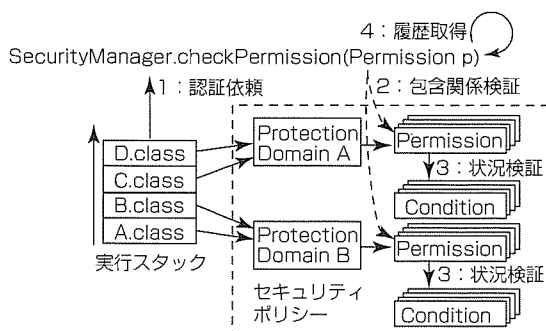 4：履歴取得
SecurityManager.checkPermission(Permission p)
1：認証依頼
2：包含関係検証
Protection
Domain A
Permission
D.class
C.class
B.class
A.class
3：状況検証
Condition
Protection
Domain B
Permission
実行スタック
3：状況検証
セキュリティ
ポリシー
Condition